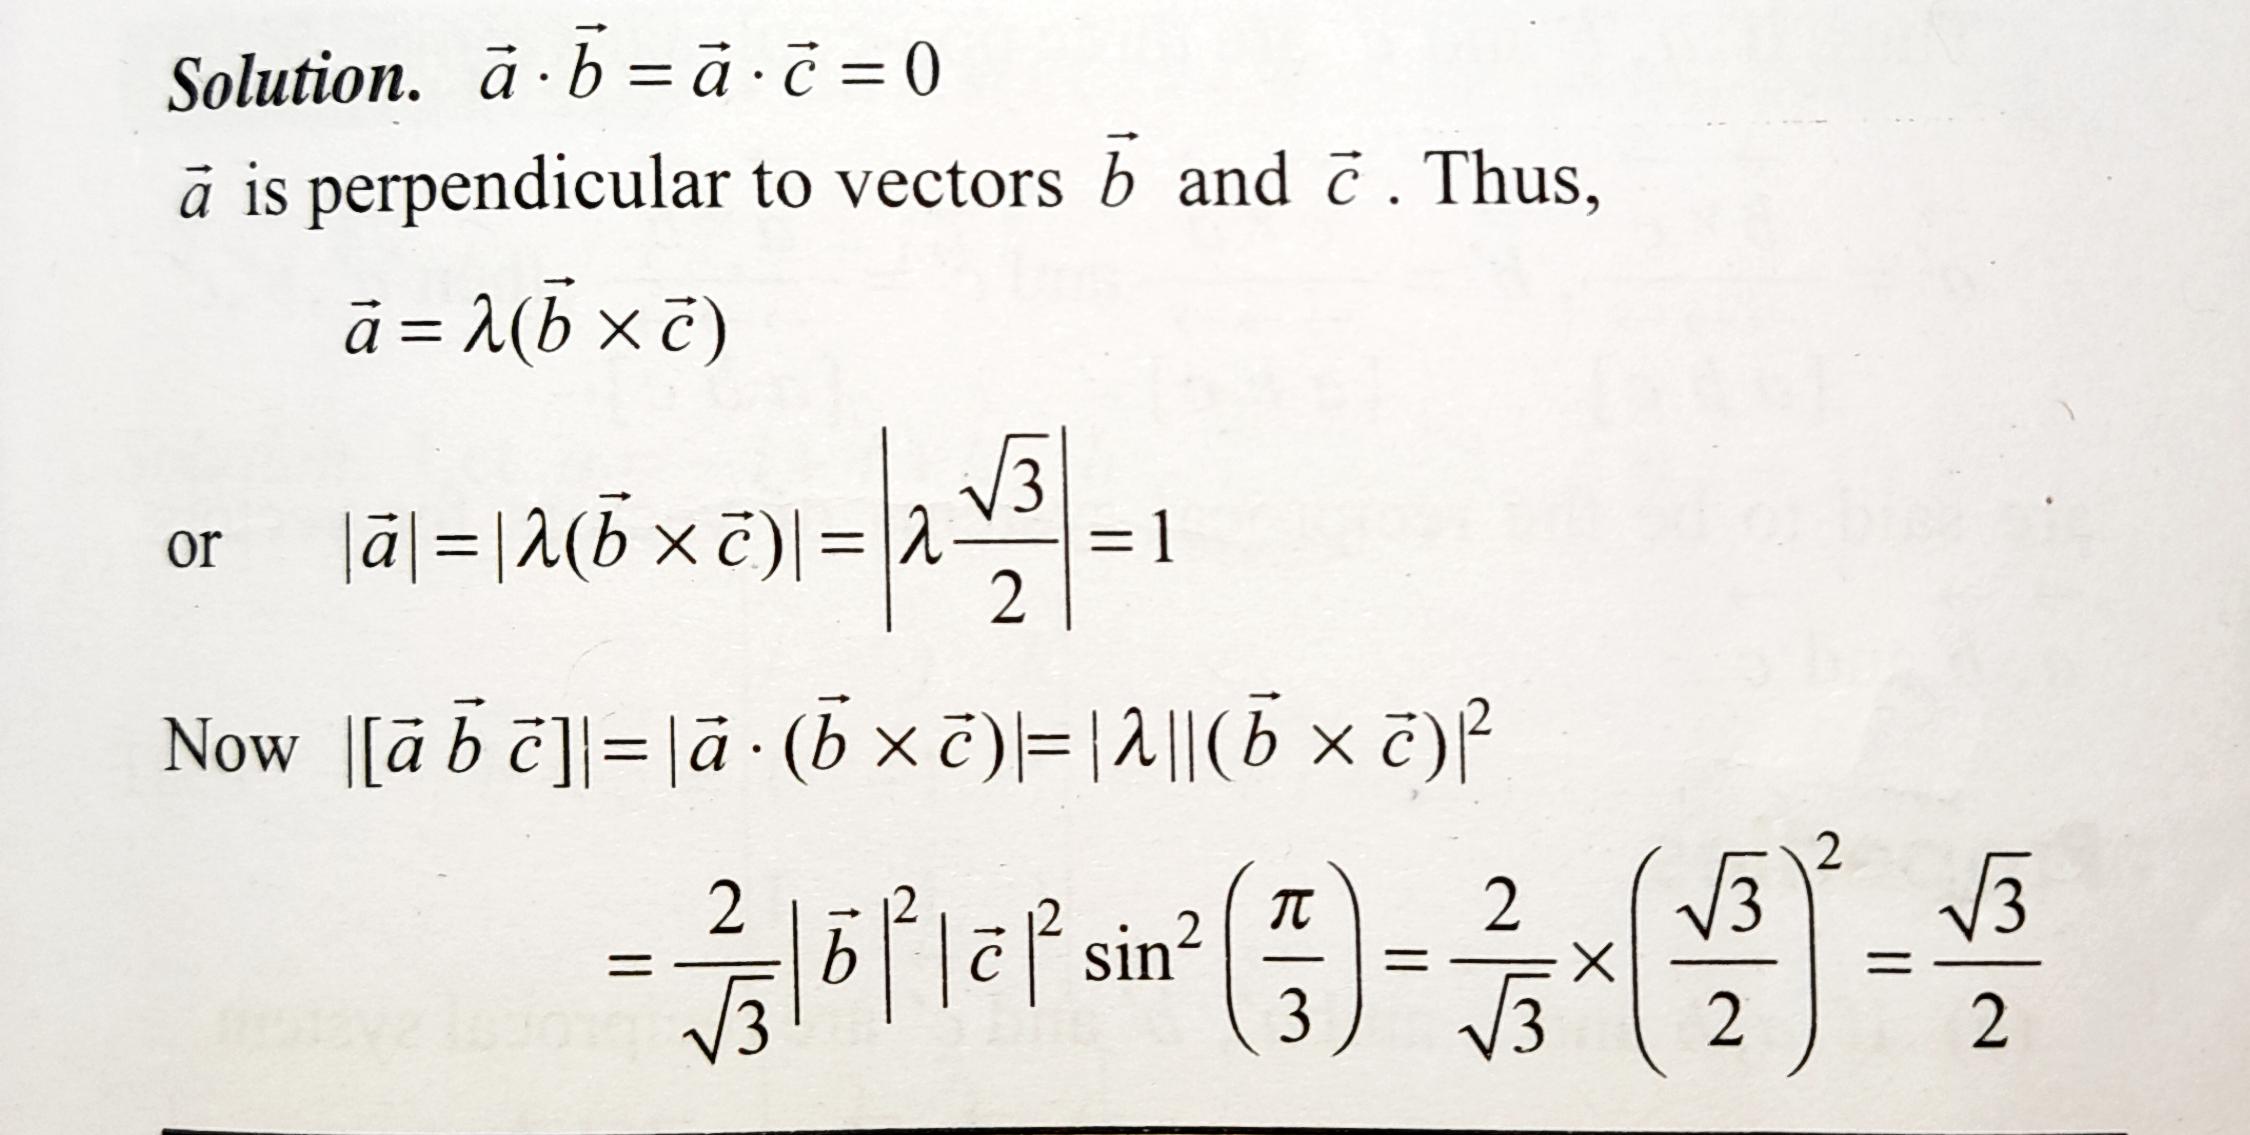 Solution. $\vec{a} \cdot \vec{b} = \vec{a} \cdot \vec{c} = 0$
$\vec{a}$ is perpendicular to vectors $\vec{b}$ and $\vec{c}$ . Thus,
$\vec{a} = \lambda(\vec{b} \times \vec{c})$
or $|\vec{a}| = |\lambda(\vec{b} \times \vec{c})| = \left|\lambda \frac{\sqrt{3}}{2}\right| = 1$
Now $|[\vec{a}\ \vec{b}\ \vec{c}]| = |\vec{a} \cdot (\vec{b} \times \vec{c})| = |\lambda||(\vec{b} \times \vec{c})|^2$
$= \frac{2}{\sqrt{3}}|\vec{b}|^2|\vec{c}|^2 \sin^2\left(\frac{\pi}{3}\right) = \frac{2}{\sqrt{3}} \times \left(\frac{\sqrt{3}}{2}\right)^2 = \frac{\sqrt{3}}{2}$